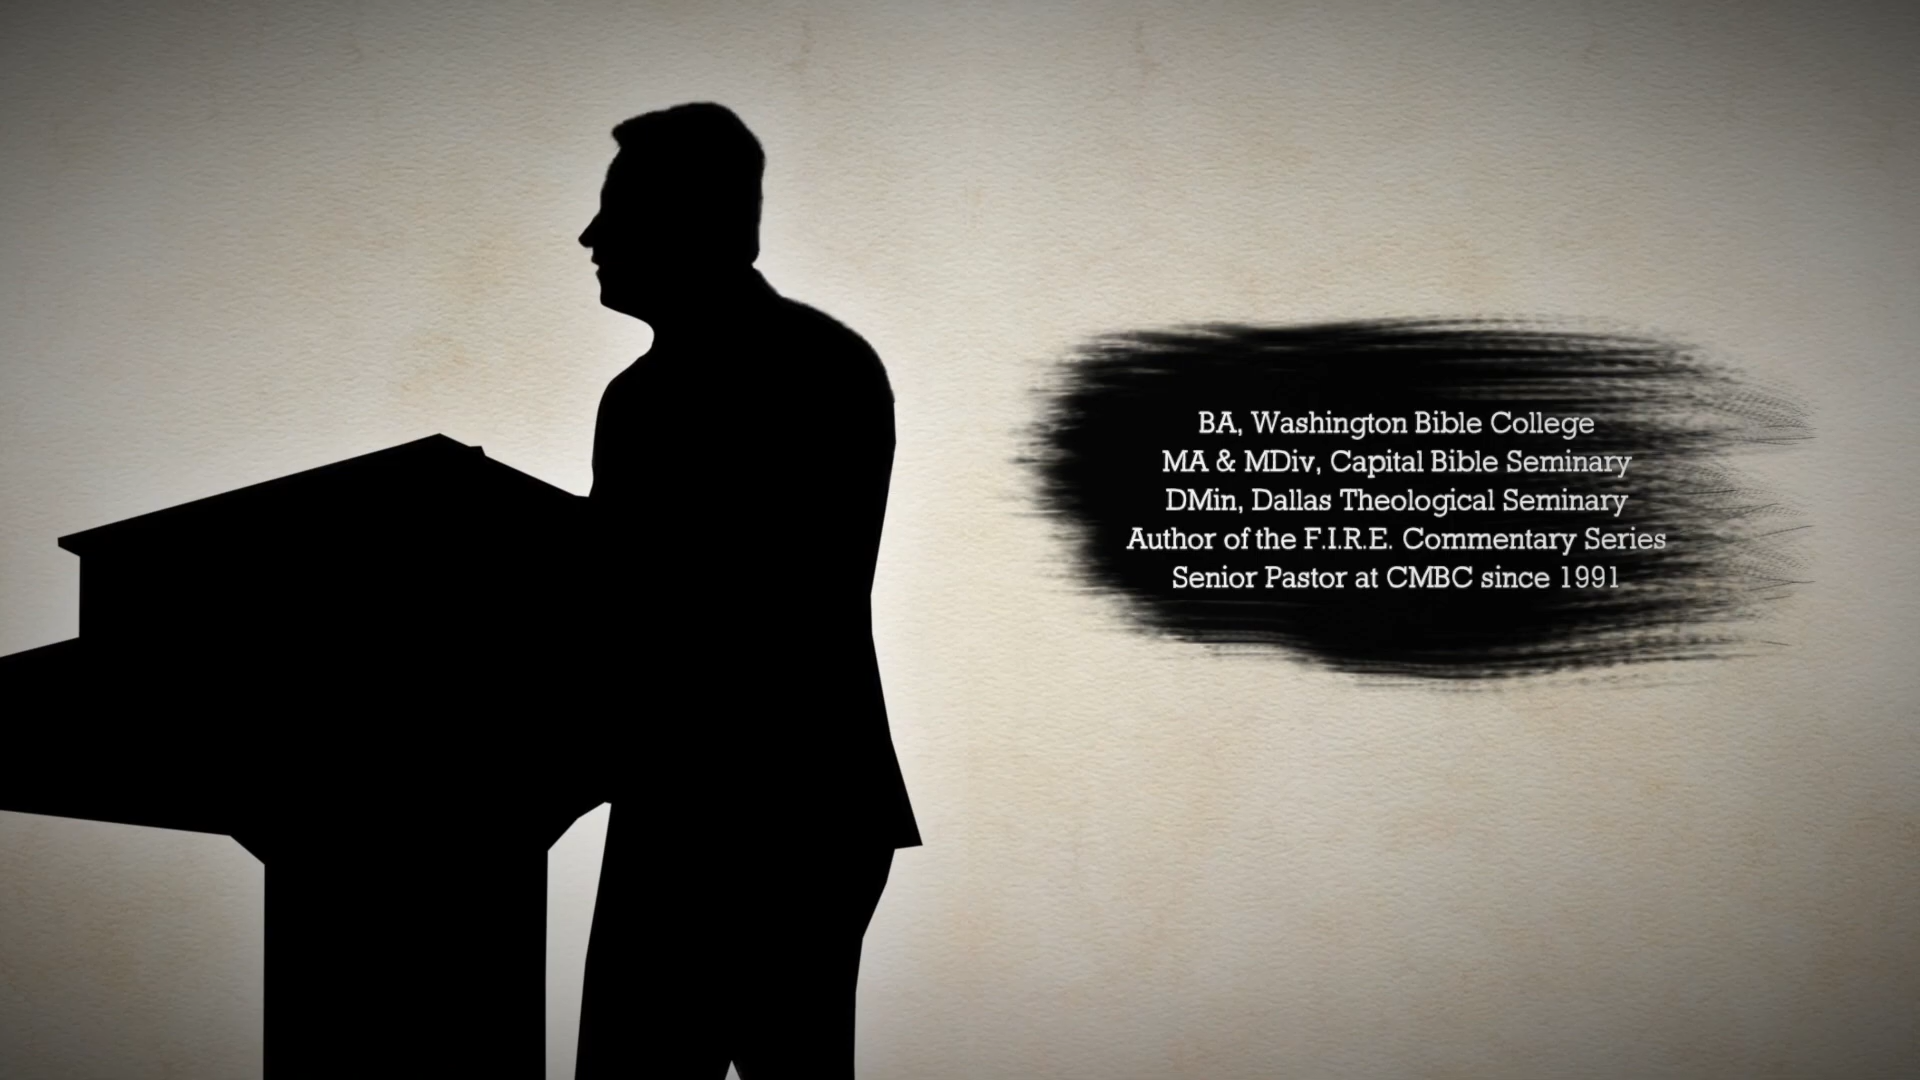 BA, Washington Bible College
MA & MDiv, Capital Bible Seminary
DMin, Dallas Theological Seminary
Author of the F.I.R.E. Commentary Series
Senior Pastor at CMBC since 1991